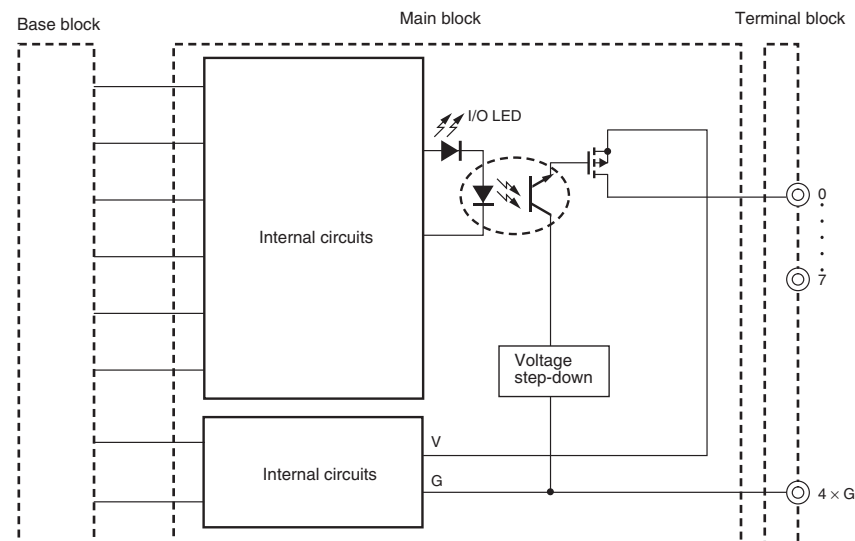 Base block
Main block
Terminal block
I/O LED
0
Internal circuits
7
Voltage
step-down
V
Internal circuits
G
4 × G